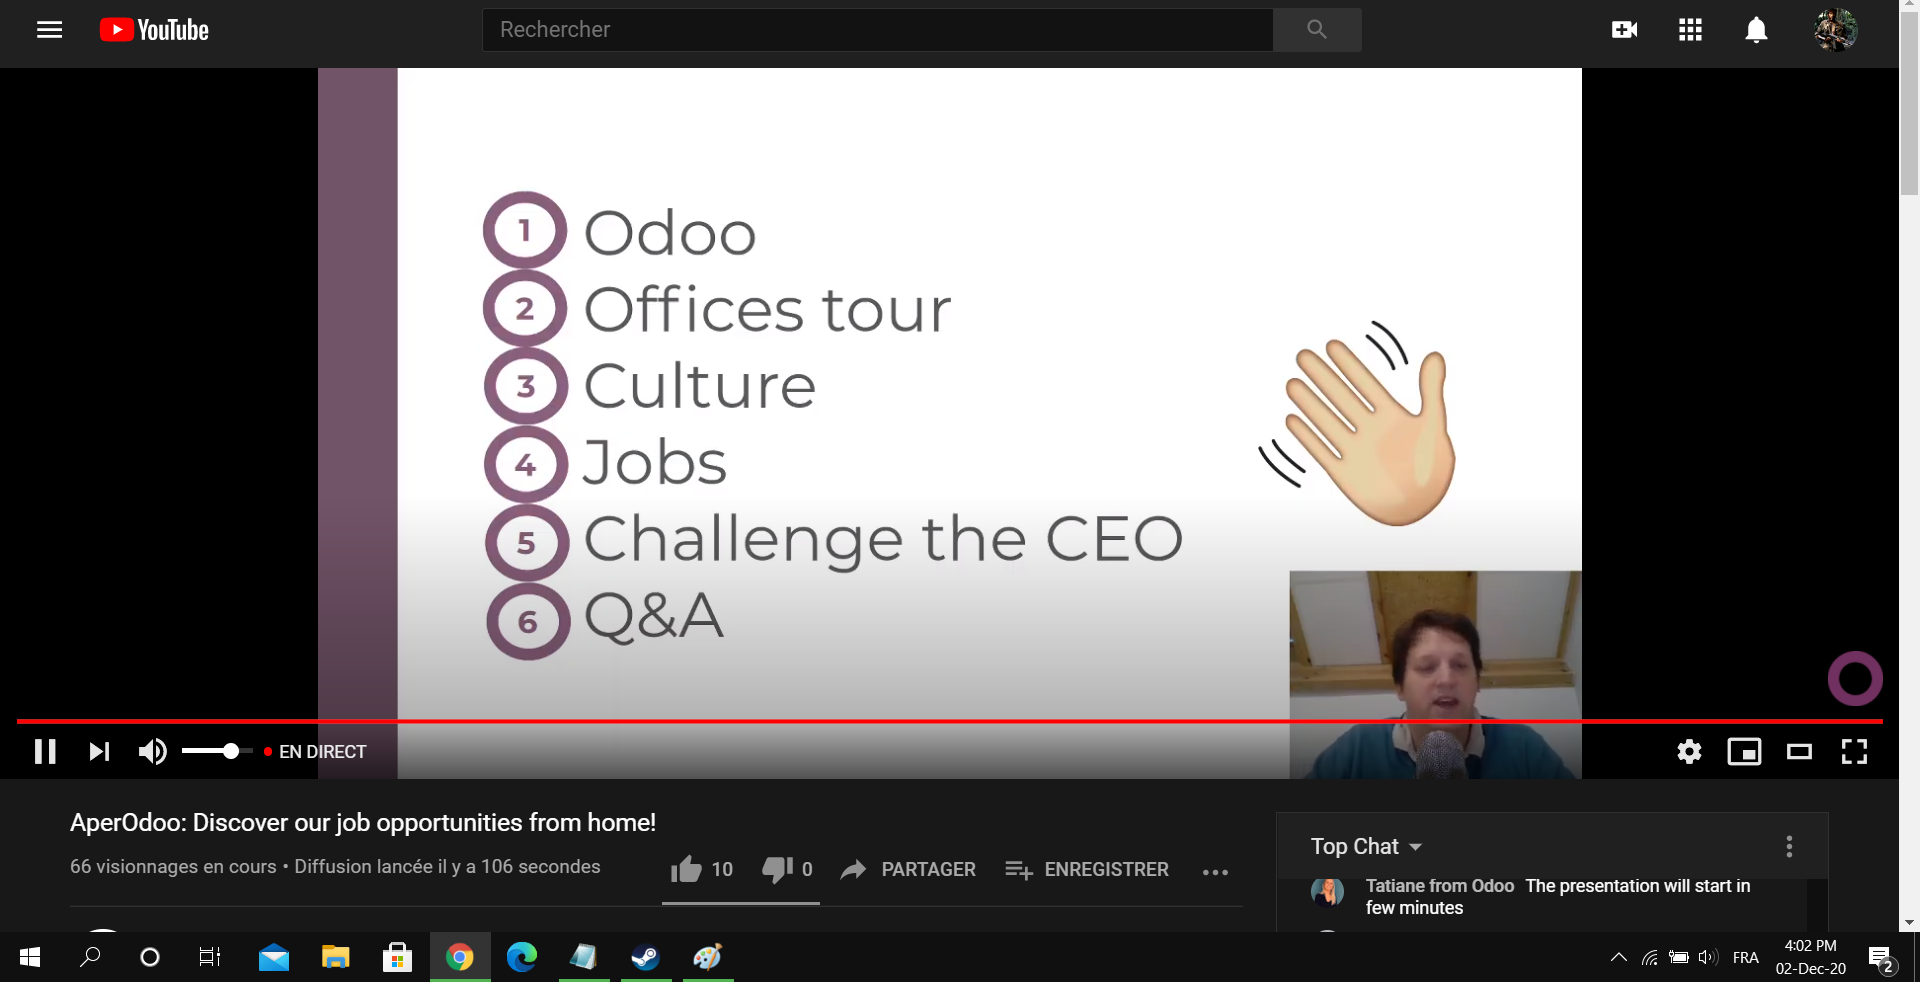 YouTube
Rechercher
1 Odoo
2 Offices tour
3 Culture
4 Jobs
5 Challenge the CEO
6 Q&A
EN DIRECT
AperOdoo: Discover our job opportunities from home!
66 visionnages en cours • Diffusion lancée il y a 106 secondes
10
0
PARTAGER
ENREGISTRER
Top Chat
Tatiane from Odoo The presentation will start in
few minutes
FRA
4:02 PM
02-Dec-20
2